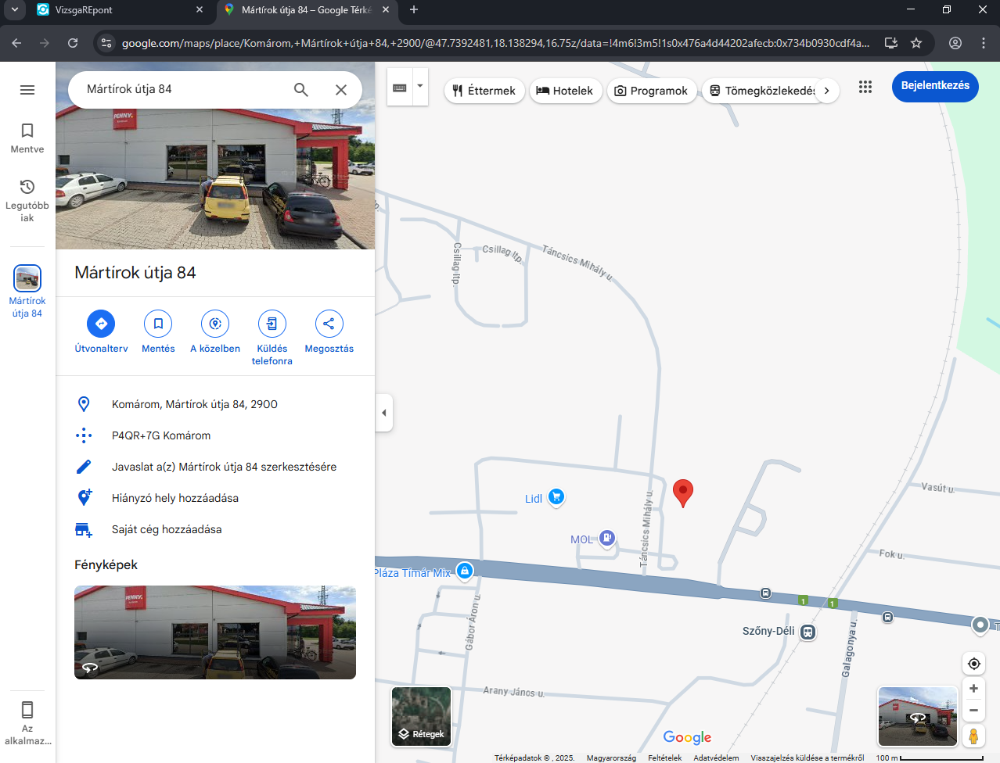 VizsgaREpont
Mártírok útja 84 – Google Térké
google.com/maps/place/Komárom,+Mártírok+útja+84,+2900/@47.7392481,18.138294,16.75z/data=!4m6!3m5!1s0x476a4d44202afecb:0x734b0930cdf4a...
Mártírok útja 84
Éttermek
Hotelek
Programok
Tömegközlekedés
Bejelentkezés
Mentve
Legutóbb
iak
Mártírok
útja 84
Az
alkalmaz...
PENNY.
Mártírok útja 84
Útvonalterv
Mentés
A közelben
Küldés
telefonra
Megosztás
Komárom, Mártírok útja 84, 2900
P4QR+7G Komárom
Javaslat a(z) Mártírok útja 84 szerkesztésére
Hiányzó hely hozzáadása
Saját cég hozzáadása
Fényképek
PENNY.
Csillag ltp.
Csillag ltp.
Táncsics Mihály u.
Lidl
MOL
Táncsics Mihály u.
Pláza Tímár Mix
Gábor Áron u.
Arany János u.
Vasút u.
Fok u.
1
1
Szőny-Déli
Galagonya u.
Rétegek
Google
Térképadatok © , 2025.
Magyarország
Feltételek
Adatvédelem
Visszajelzés küldése a termékről
100 m